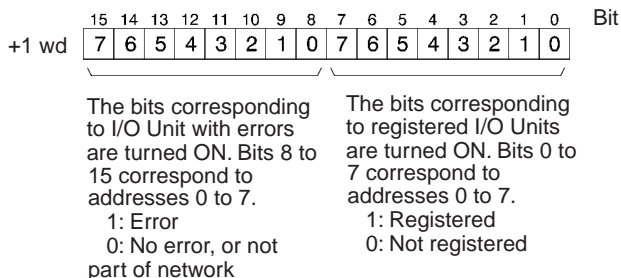 15 14 13 12 11 10 9 8 7 6 5 4 3 2 1 0 Bit
+1 wd 7 6 5 4 3 2 1 0 7 6 5 4 3 2 1 0
The bits corresponding
to I/O Unit with errors
are turned ON. Bits 8 to
15 correspond to
addresses 0 to 7.
1: Error
0: No error, or not
part of network
The bits corresponding
to registered I/O Units
are turned ON. Bits 0 to
7 correspond to
addresses 0 to 7.
1: Registered
0: Not registered